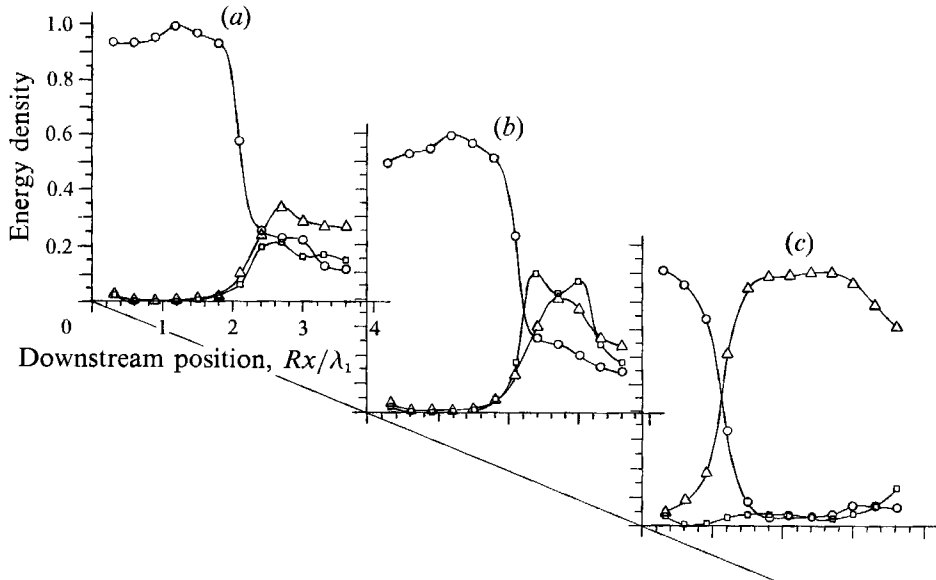 (a)
1.0
0.8
0.6
0.4
0.2
0
1
2
3
4
Energy density
Downstream position, Rx/λ₁
(b)
(c)